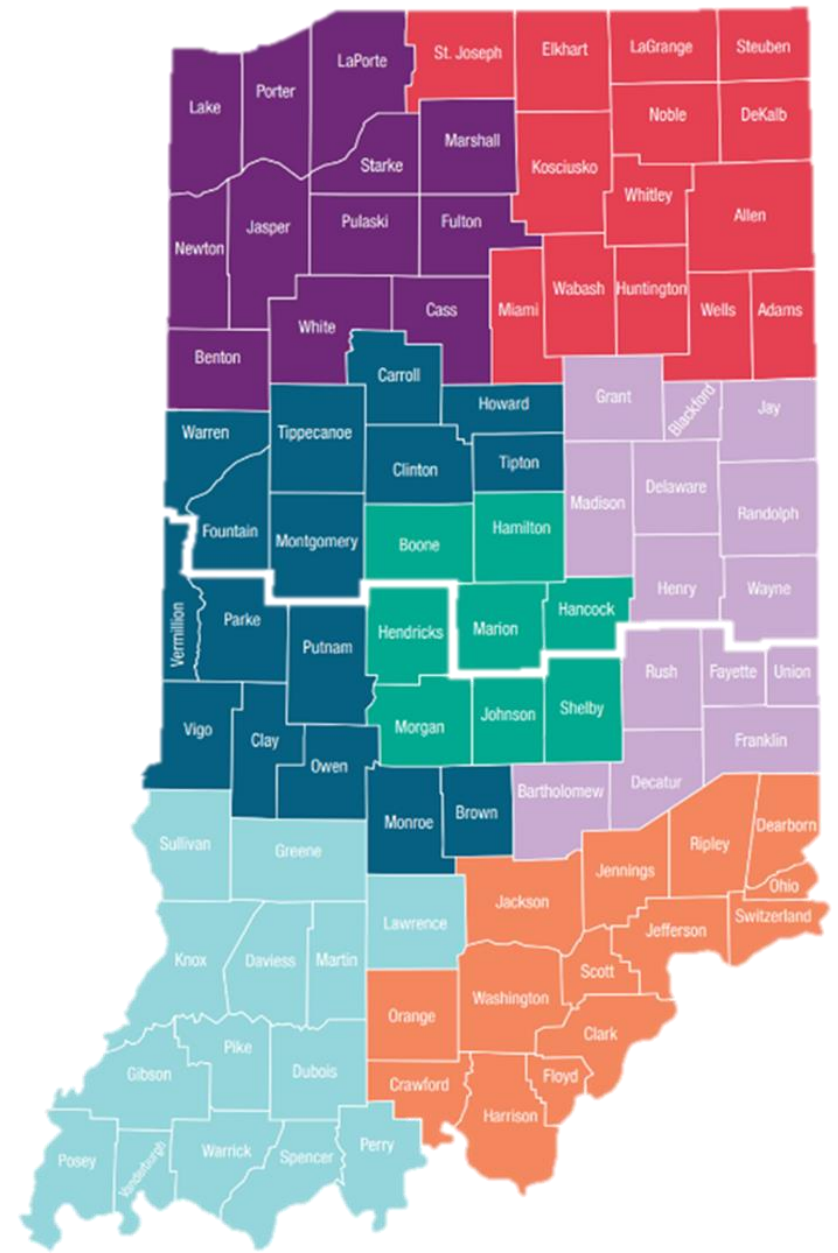 LaPorte
St. Joseph
Elkhart
LaGrange
Steuben
Lake
Porter
Noble
DeKalb
Marshall
Starke
Kosciusko
Whitley
Allen
Newton
Jasper
Pulaski
Fulton
Miami
Wabash
Huntington
Wells
Adams
White
Cass
Benton
Carroll
Howard
Grant
Blackford
Jay
Warren
Tippecanoe
Clinton
Tipton
Madison
Delaware
Randolph
Fountain
Montgomery
Boone
Hamilton
Henry
Wayne
Vermillion
Parke
Putnam
Hendricks
Marion
Hancock
Rush
Fayette
Union
Vigo
Clay
Owen
Morgan
Johnson
Shelby
Franklin
Decatur
Bartholomew
Monroe
Brown
Sullivan
Greene
Dearborn
Ripley
Jennings
Ohio
Lawrence
Jackson
Jefferson
Switzerland
Knox
Daviess
Martin
Scott
Orange
Washington
Clark
Gibson
Pike
Dubois
Crawford
Floyd
Harrison
Posey
Vanderburgh
Warrick
Spencer
Perry